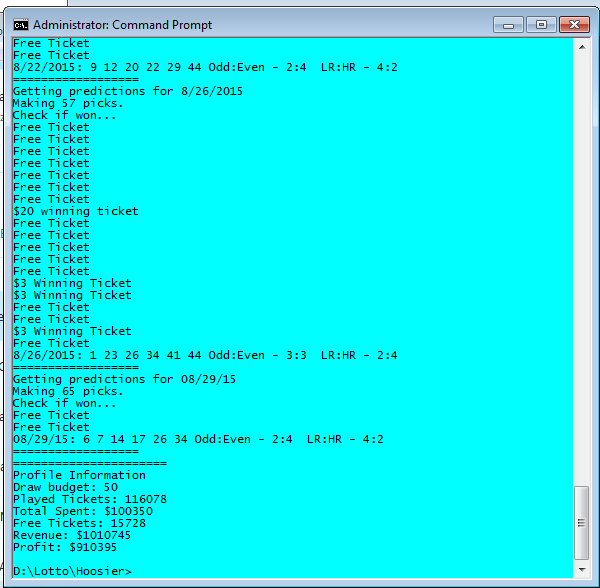 Administrator: Command Prompt
Free Ticket
Free Ticket
8/22/2015: 9 12 20 22 29 44 Odd:Even - 2:4  LR:HR - 4:2
==================
Getting predictions for 8/26/2015
Making 57 picks.
Check if won...
Free Ticket
Free Ticket
Free Ticket
Free Ticket
Free Ticket
Free Ticket
Free Ticket
$20 winning ticket
Free Ticket
Free Ticket
Free Ticket
Free Ticket
Free Ticket
$3 Winning Ticket
$3 Winning Ticket
Free Ticket
Free Ticket
$3 Winning Ticket
Free Ticket
8/26/2015: 1 23 26 34 41 44 Odd:Even - 3:3  LR:HR - 2:4
==================
Getting predictions for 08/29/15
Making 65 picks.
Check if won...
Free Ticket
Free Ticket
08/29/15: 6 7 14 17 26 34 Odd:Even - 2:4  LR:HR - 4:2
==================
======================
Profile Information
Draw budget: 50
Played Tickets: 116078
Total Spent: $100350
Free Tickets: 15728
Revenue: $1010745
Profit: $910395
D:\Lotto\Hoosier>